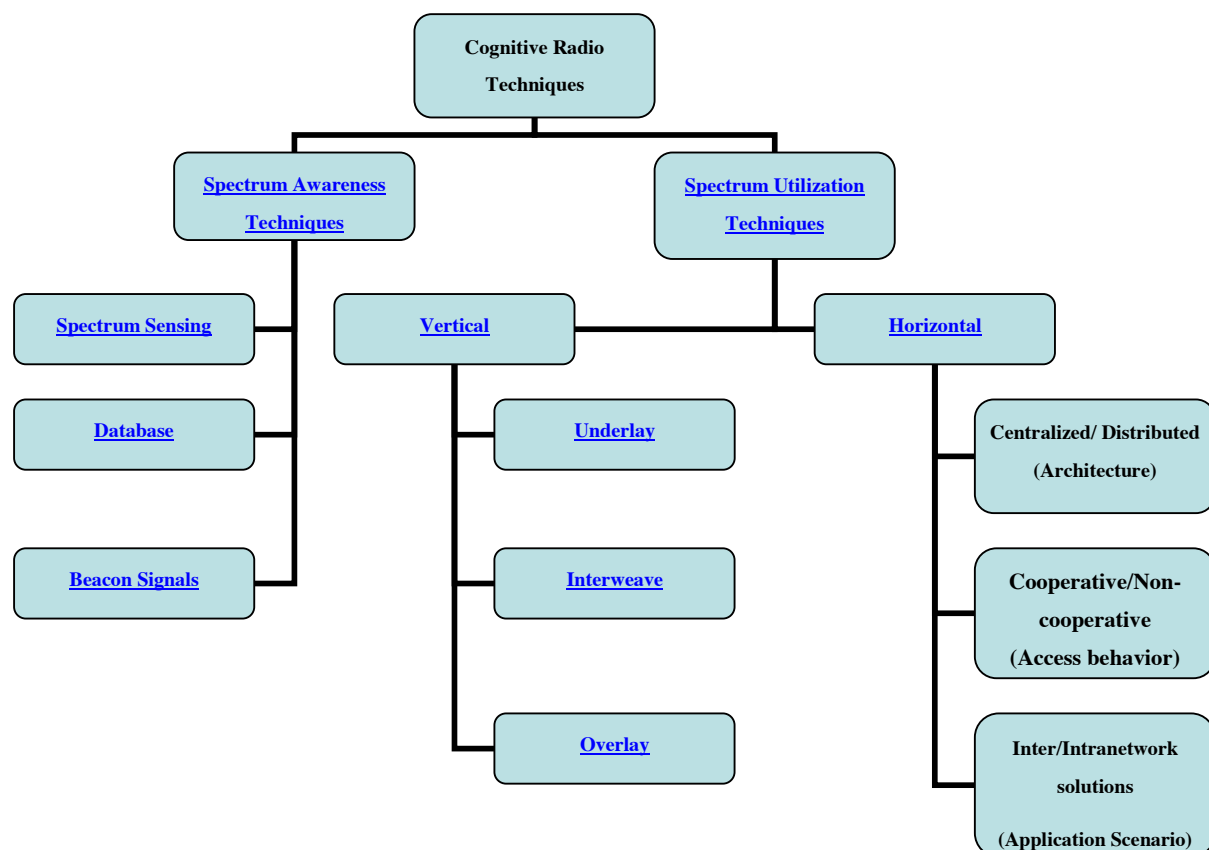 Cognitive Radio
Techniques
Spectrum Awareness
Techniques
Spectrum Utilization
Techniques
Spectrum Sensing
Vertical
Horizontal
Database
Underlay
Centralized/ Distributed
(Architecture)
Beacon Signals
Interweave
Cooperative/Non-
cooperative
(Access behavior)
Overlay
Inter/Intranetwork
solutions
(Application Scenario)